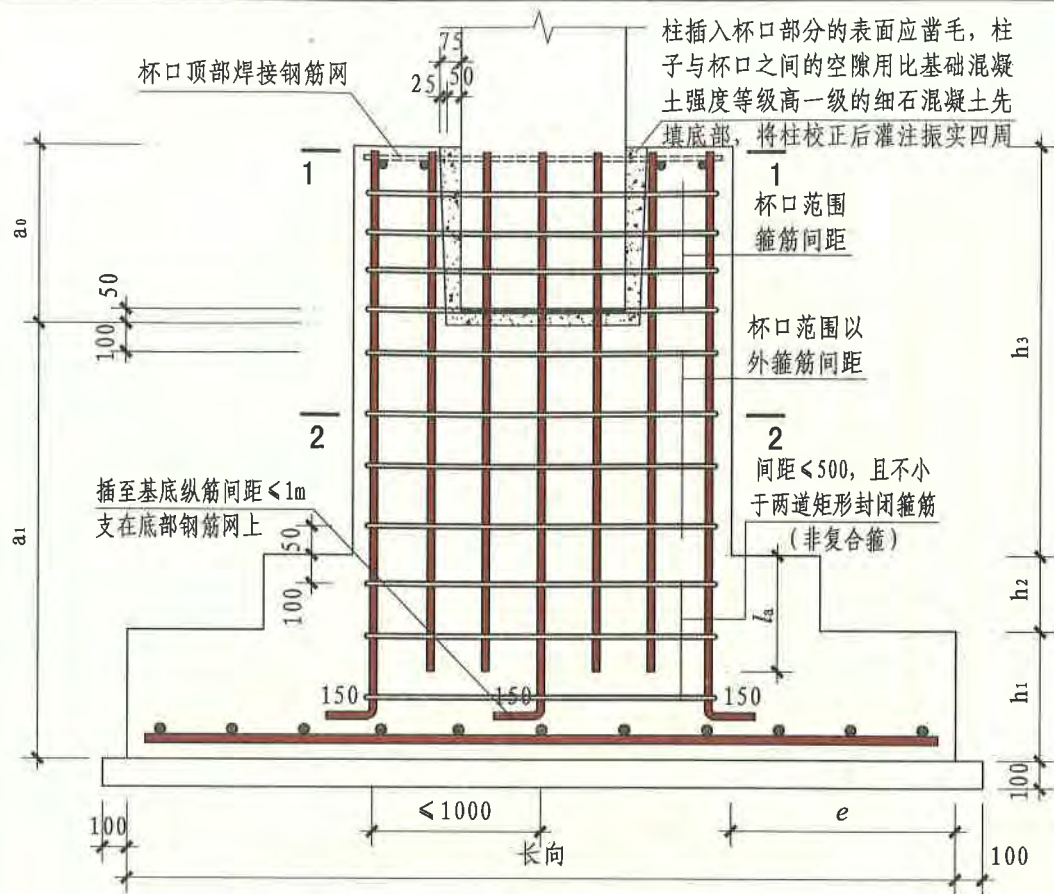 柱插入杯口部分的表面应凿毛，柱
子与杯口之间的空隙用比基础混凝
土强度等级高一级的细石混凝土先
填底部，将柱校正后灌注振实四周
75
25
50
杯口顶部焊接钢筋网
1
1
杯口范围
箍筋间距
a0
50
100
h3
杯口范围以
外箍筋间距
2
2
插至基底纵筋间距≤1m
支在底部钢筋网上
间距≤500，且不小
于两道矩形封闭箍筋
（非复合箍）
a1
50
100
la
h2
h1
150
150
150
100
≤1000
e
100
长向
100